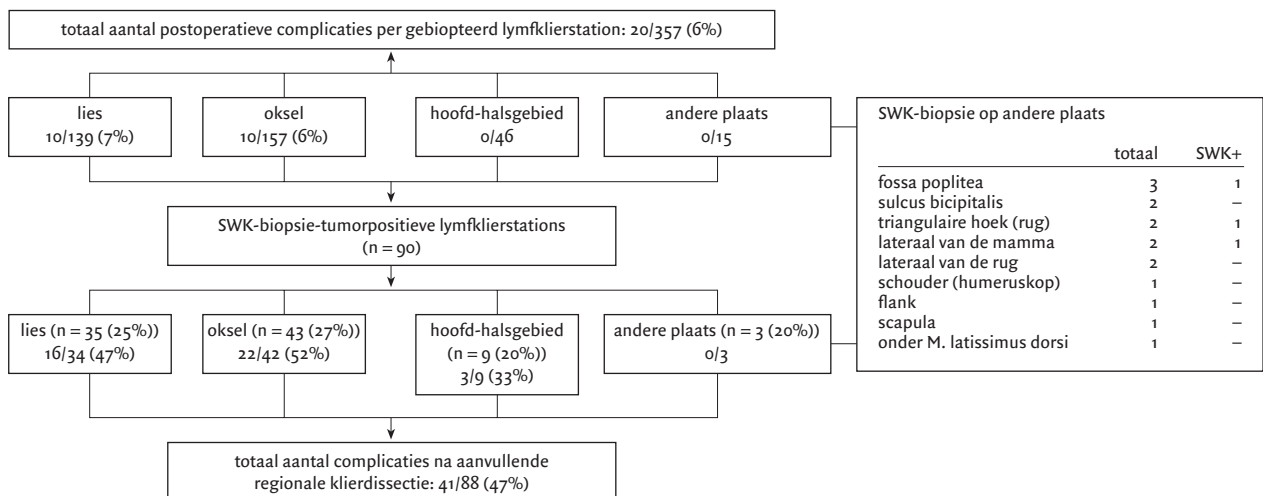 totaal aantal postoperatieve complicaties per gebiopteerd lymfklierstation: 20/357 (6%)
lies
10/139 (7%)
oksel
10/157 (6%)
hoofd-halsgebied
0/46
andere plaats
0/15
SWK-biopsie-tumorpositieve lymfklierstations
(n = 90)
lies (n = 35 (25%))
16/34 (47%)
oksel (n = 43 (27%))
22/42 (52%)
hoofd-halsgebied
(n = 9 (20%))
3/9 (33%)
andere plaats (n = 3 (20%))
0/3
totaal aantal complicaties na aanvullende
regionale klierdissectie: 41/88 (47%)
SWK-biopsie op andere plaats
totaal SWK+
fossa poplitea 3 1
sulcus bicipitalis 2 –
triangulaire hoek (rug) 2 1
lateraal van de mamma 2 1
lateraal van de rug 2 –
schouder (humeruskop) 1 –
flank 1 –
scapula 1 –
onder M. latissimus dorsi 1 –